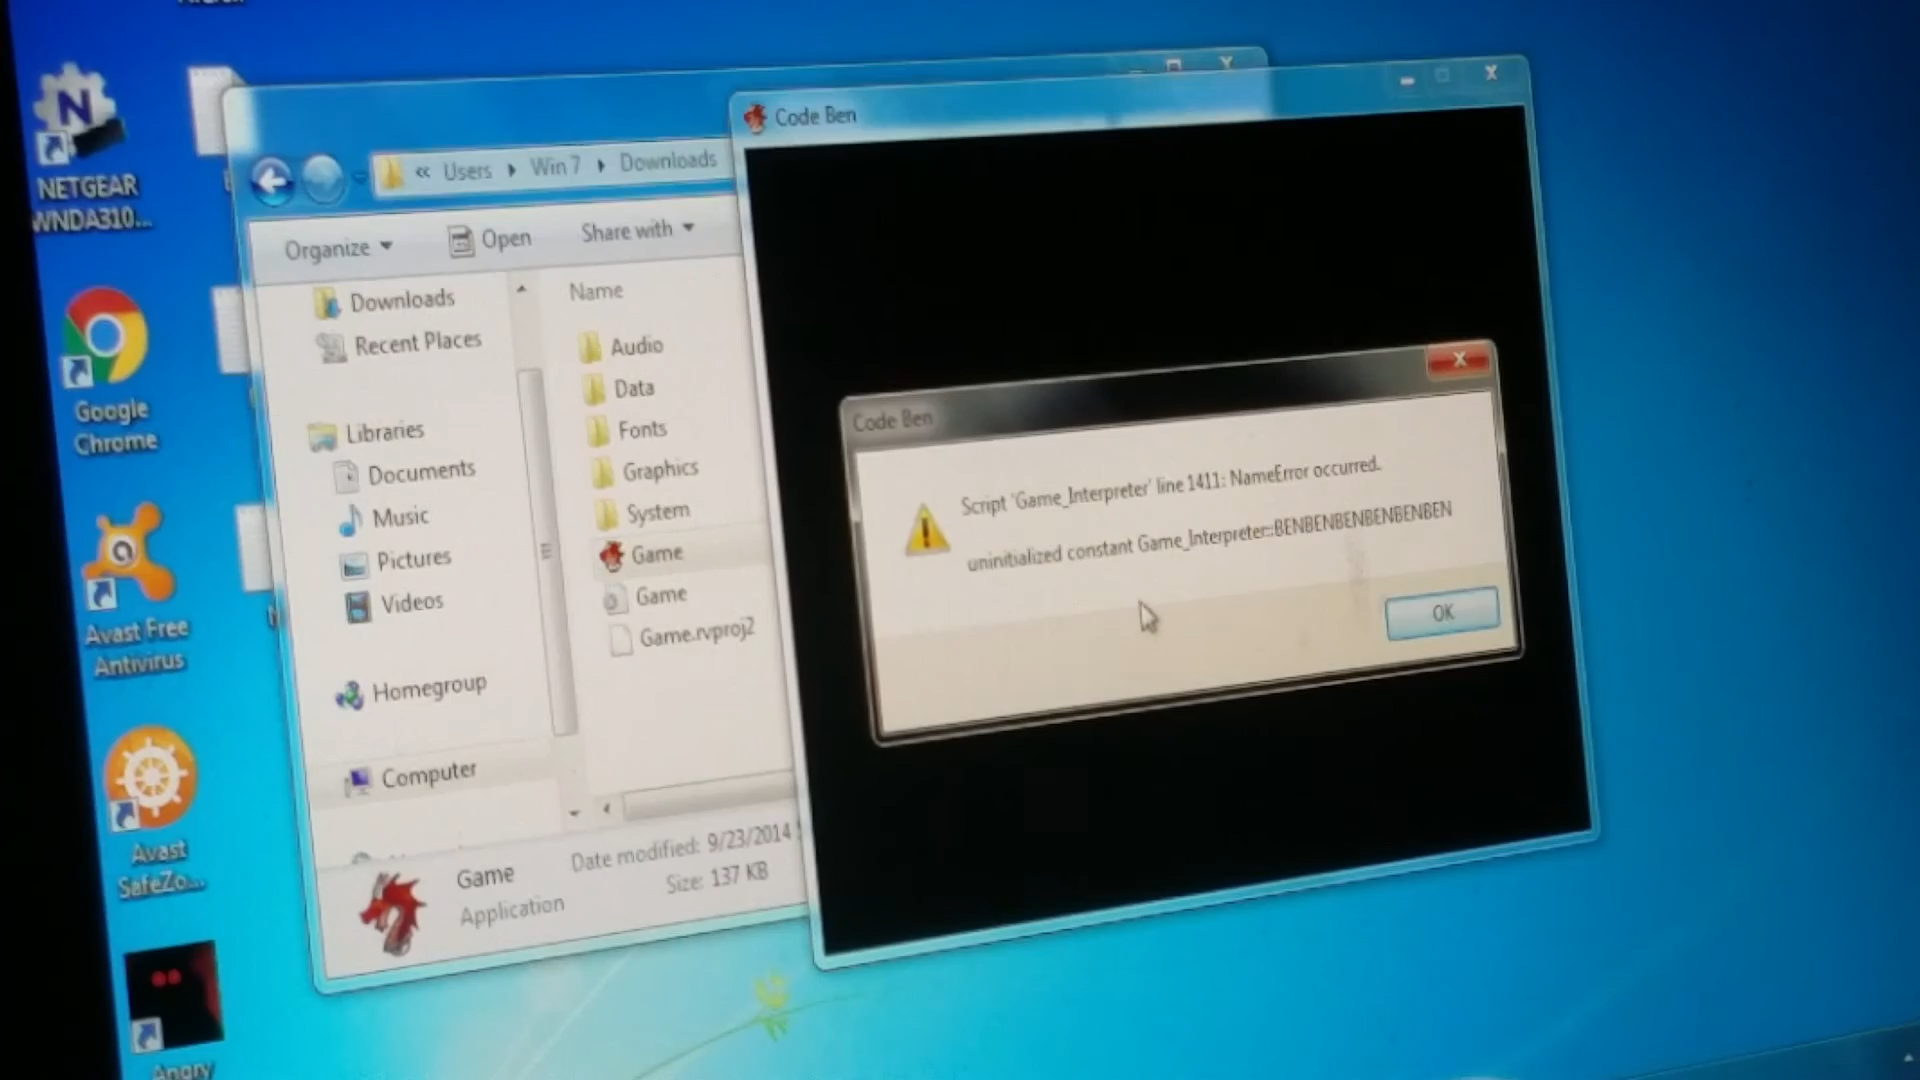 NETGEAR
WNDA310...
Google
Chrome
Avast Free
Antivirus
Avast
SafeZo...
Angry
« Users ▸ Win 7 ▸ Downloads
Organize
Open
Share with
Downloads
Recent Places
Libraries
Documents
Music
Pictures
Videos
Homegroup
Computer
Name
Audio
Data
Fonts
Graphics
System
Game
Game
Game.rvproj2
Game
Date modified: 9/23/2014
Application
Size: 137 KB
Code Ben
Code Ben
Script 'Game_Interpreter' line 1411: NameError occurred.
uninitialized constant Game_Interpreter::BENBENBENBENBENBEN
OK